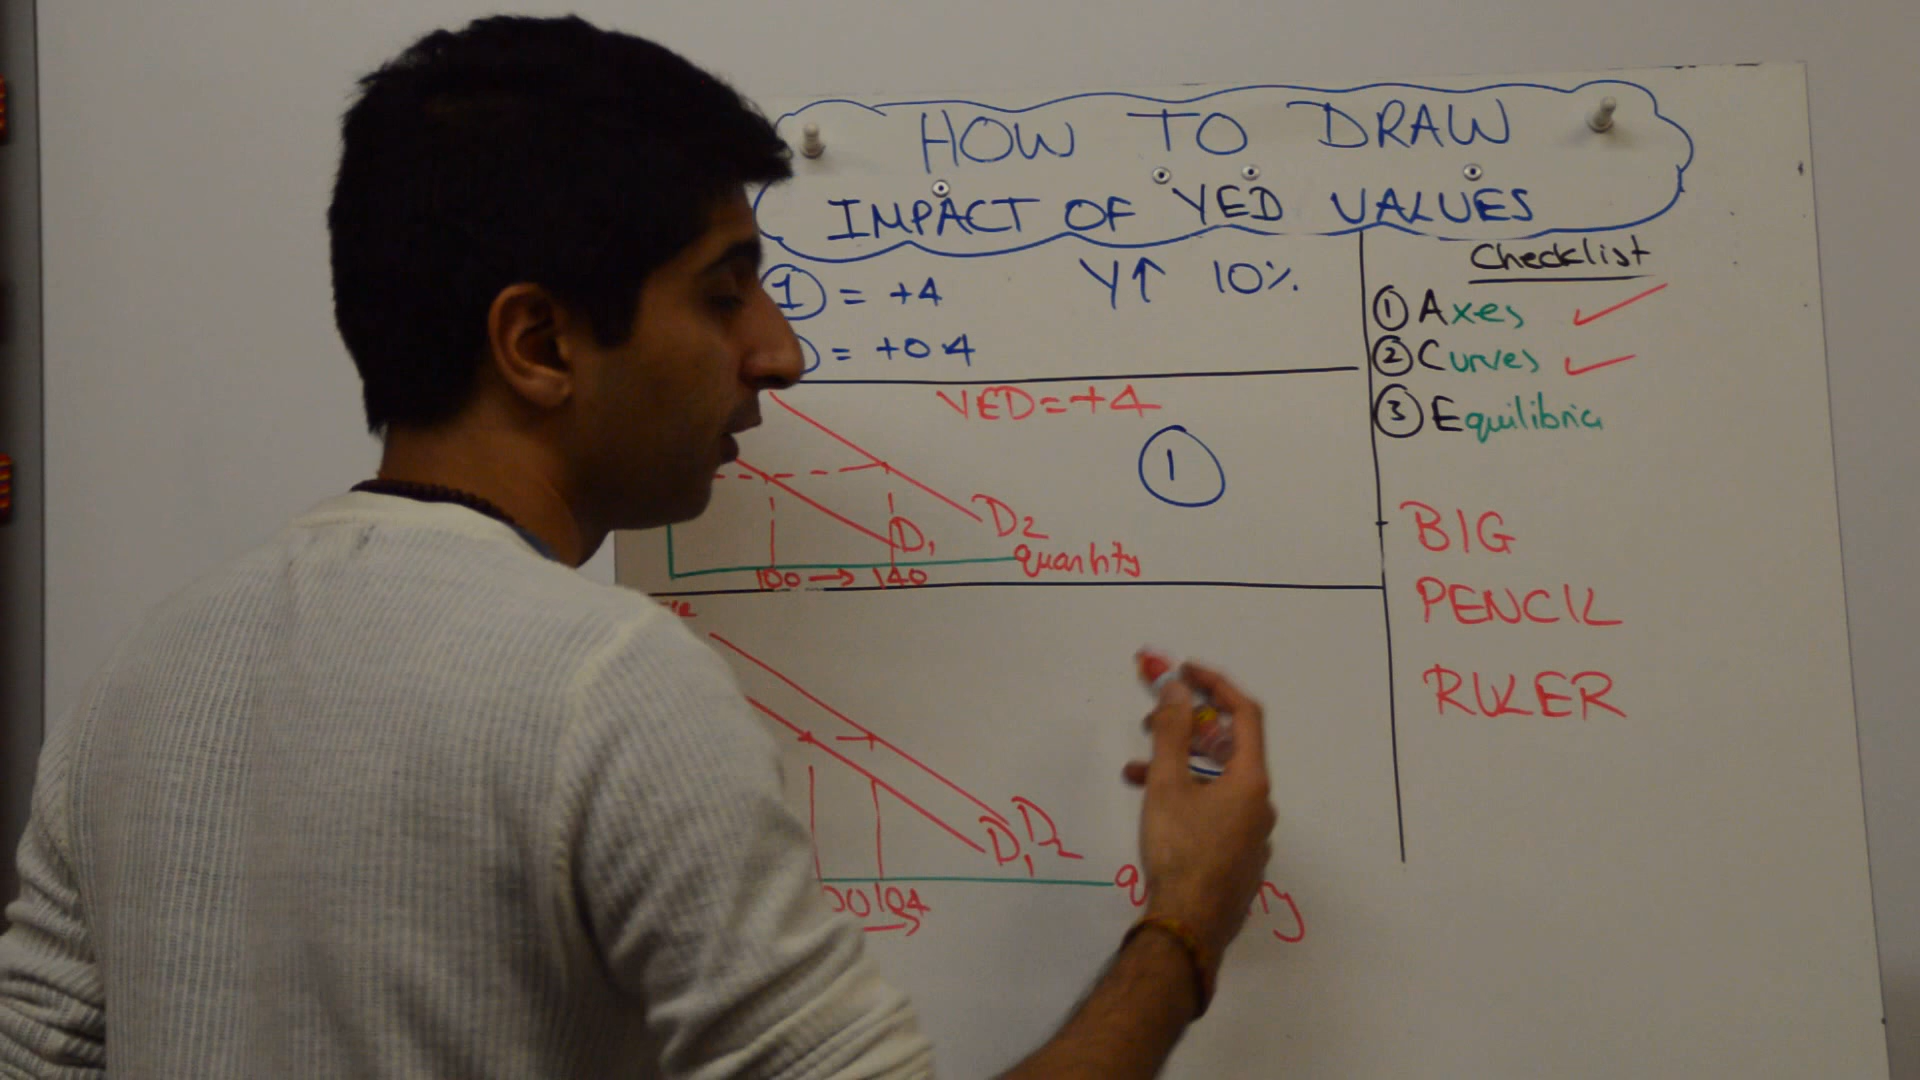 HOW TO DRAW
IMPACT OF YED VALUES
1 = +4 Y↑ 10%
= +0.4
YED = +4
1
D1
D2
quantity
100 → 140
D1
D2
104
→
Checklist
1 Axes ✓
2 Curves ✓
3 Equilibria
BIG
PENCIL
RULER